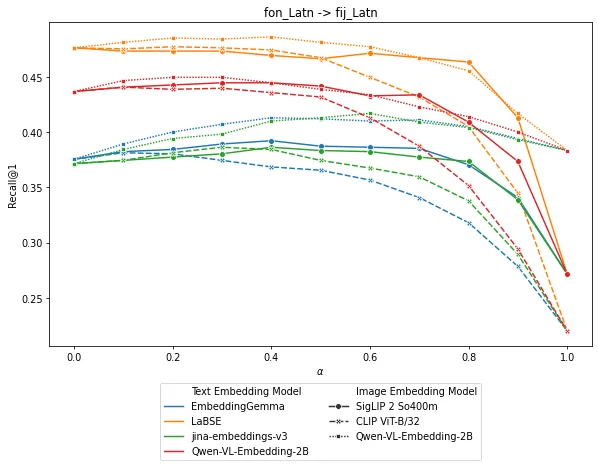 fon_Latn -> fij_Latn
Recall@1
0.45
0.40
0.35
0.30
0.25
0.0 0.2 0.4 0.6 0.8 1.0
α
Text Embedding Model
EmbeddingGemma
LaBSE
jina-embeddings-v3
Qwen-VL-Embedding-2B
Image Embedding Model
SigLIP 2 So400m
CLIP ViT-B/32
Qwen-VL-Embedding-2B